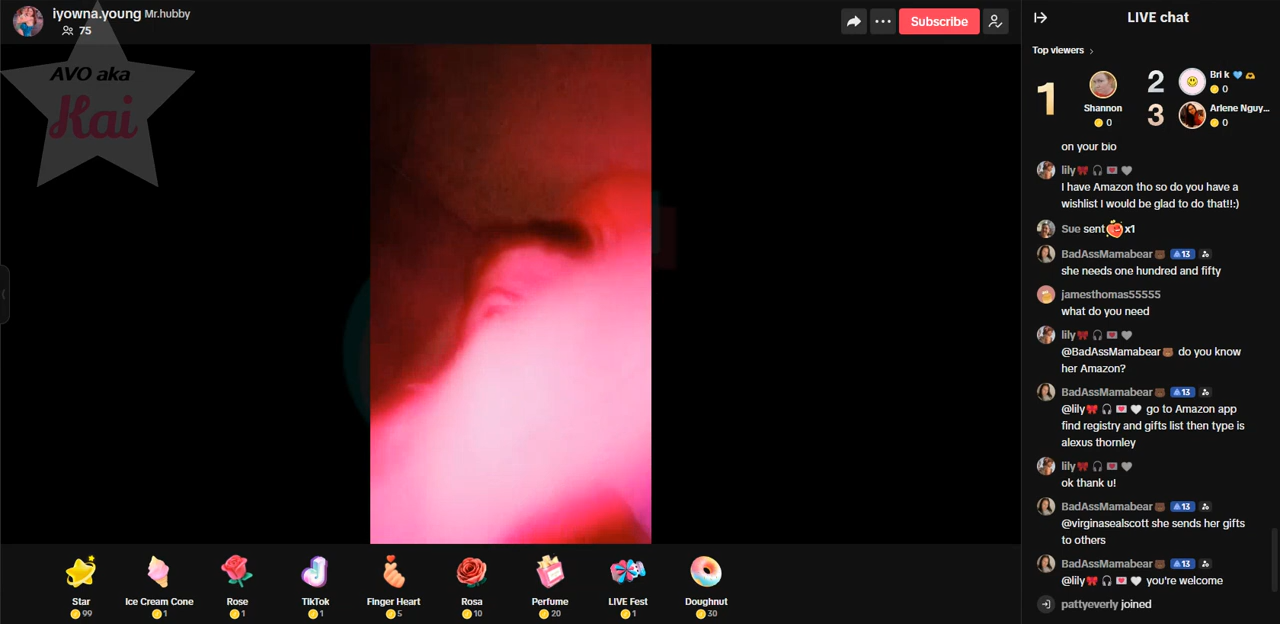 iyowna.young Mr.hubby
75
Subscribe
AVO aka
Kai
LIVE chat
Top viewers
1
Shannon
0
2
Bri k 💙 🫶
0
3
Arlene Nguy...
0
on your bio
lily🎀 🎧 💌 🤍
I have Amazon tho so do you have a
wishlist I would be glad to do that!!:)
Sue sent x1
BadAssMamabear🐻 13
she needs one hundred and fifty
jamesthomas55555
what do you need
lily🎀 🎧 💌 🤍
@BadAssMamabear🐻 do you know
her Amazon?
BadAssMamabear🐻 13
@lily🎀 🎧 💌 🤍 go to Amazon app
find registry and gifts list then type is
alexus thornley
lily🎀 🎧 💌 🤍
ok thank u!
BadAssMamabear🐻 13
@virginasealscott she sends her gifts
to others
BadAssMamabear🐻 13
@lily🎀 🎧 💌 🤍 you're welcome
pattyeverly joined
Star
99
Ice Cream Cone
1
Rose
1
TikTok
1
Finger Heart
5
Rosa
10
Perfume
20
LIVE Fest
1
Doughnut
30